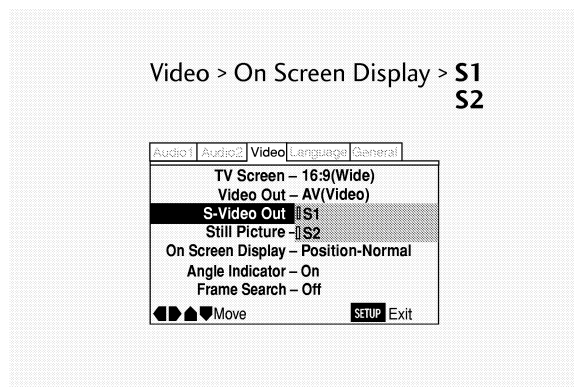 Video > On Screen Display > S1
S2
Audio1 Audio2 Video Language General
TV Screen – 16:9(Wide)
Video Out – AV(Video)
S-Video Out S1
Still Picture - S2
On Screen Display – Position-Normal
Angle Indicator – On
Frame Search – Off
Move SETUP Exit